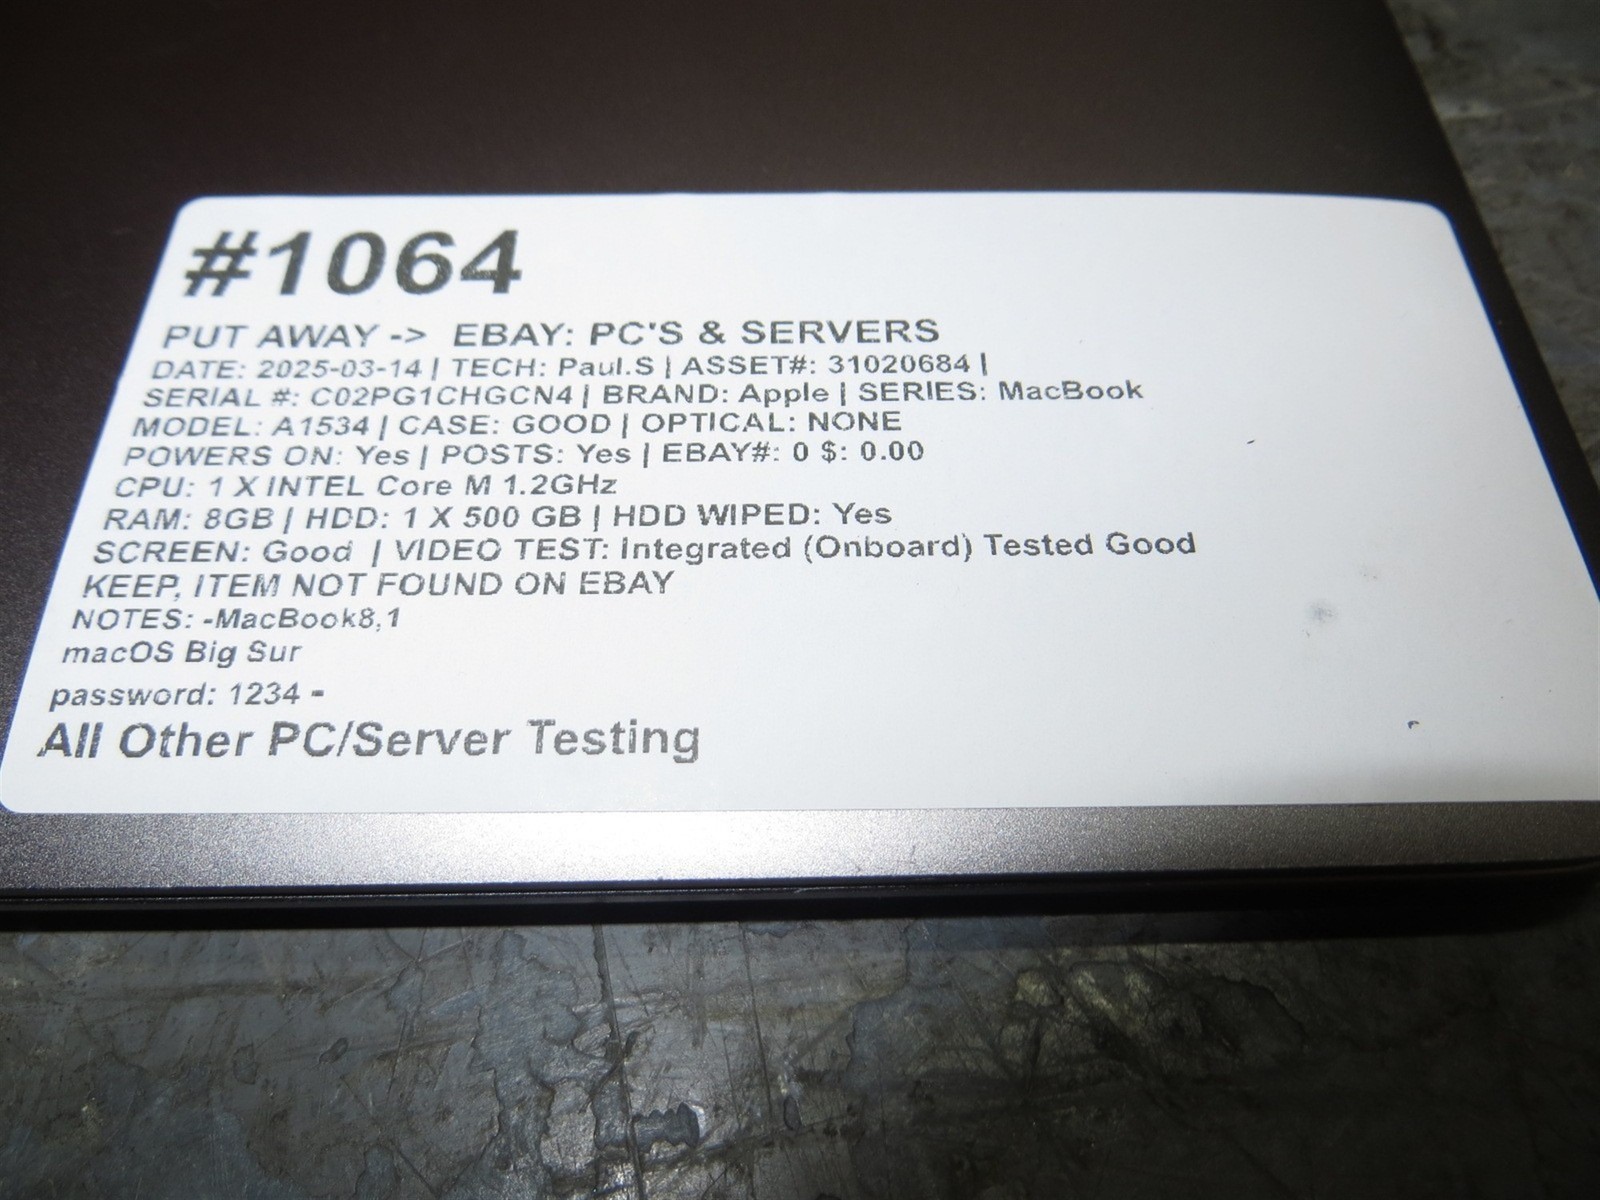 #1064
PUT AWAY -> EBAY: PC'S & SERVERS
DATE: 2025-03-14 | TECH: Paul.S | ASSET#: 31020684 |
SERIAL #: C02PG1CHGCN4 | BRAND: Apple | SERIES: MacBook
MODEL: A1534 | CASE: GOOD | OPTICAL: NONE
POWERS ON: Yes | POSTS: Yes | EBAY#: 0 $: 0.00
CPU: 1 X INTEL Core M 1.2GHz
RAM: 8GB | HDD: 1 X 500 GB | HDD WIPED: Yes
SCREEN: Good | VIDEO TEST: Integrated (Onboard) Tested Good
KEEP, ITEM NOT FOUND ON EBAY
NOTES: -MacBook8,1
macOS Big Sur
password: 1234 -
All Other PC/Server Testing